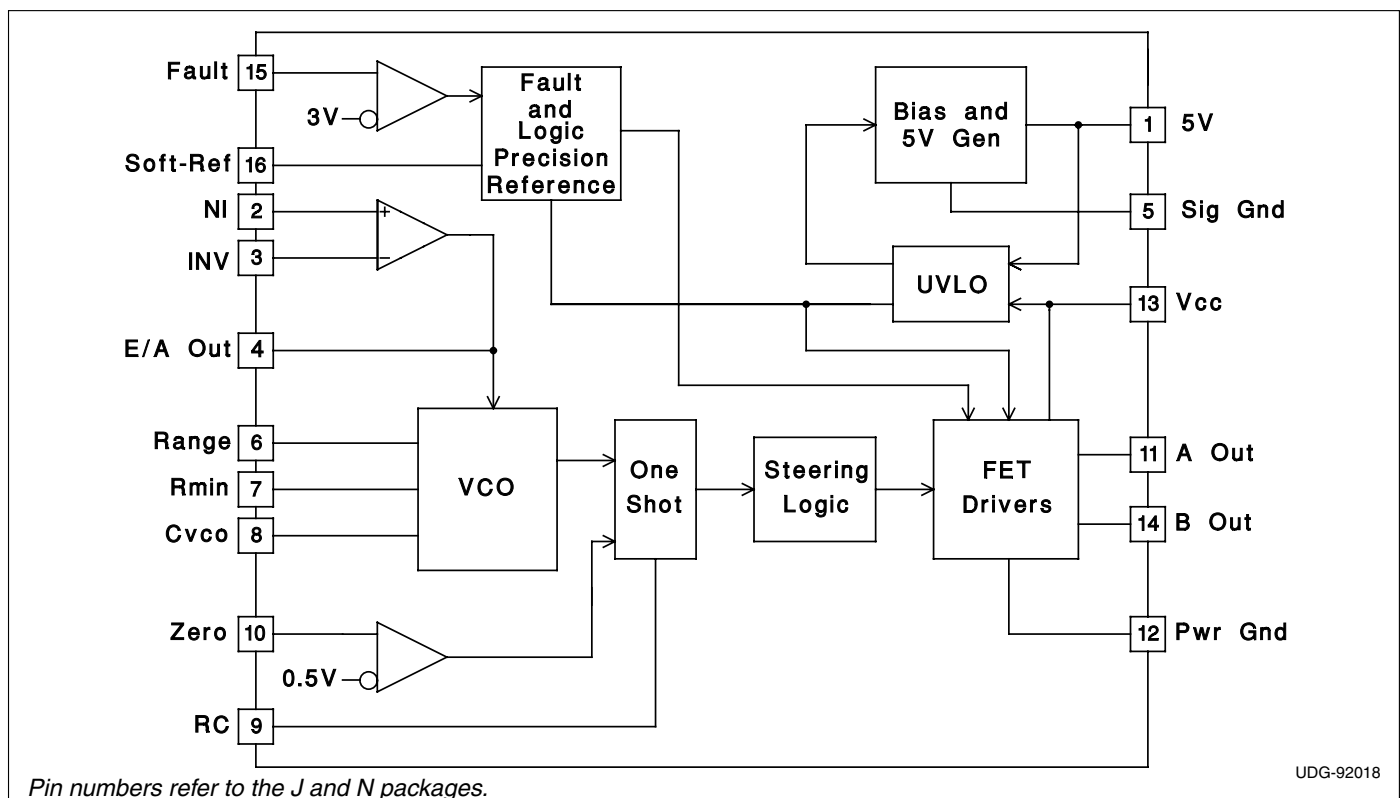 Fault 15
3V
Fault
and
Logic
Precision
Reference
Soft-Ref 16
NI 2
+
INV 3
−
E/A Out 4
Bias and
5V Gen
1 5V
5 Sig Gnd
UVLO
13 Vcc
Range 6
Rmin 7
Cvco 8
VCO
One
Shot
Steering
Logic
FET
Drivers
11 A Out
14 B Out
Zero 10
0.5V
12 Pwr Gnd
RC 9
UDG-92018
Pin numbers refer to the J and N packages.